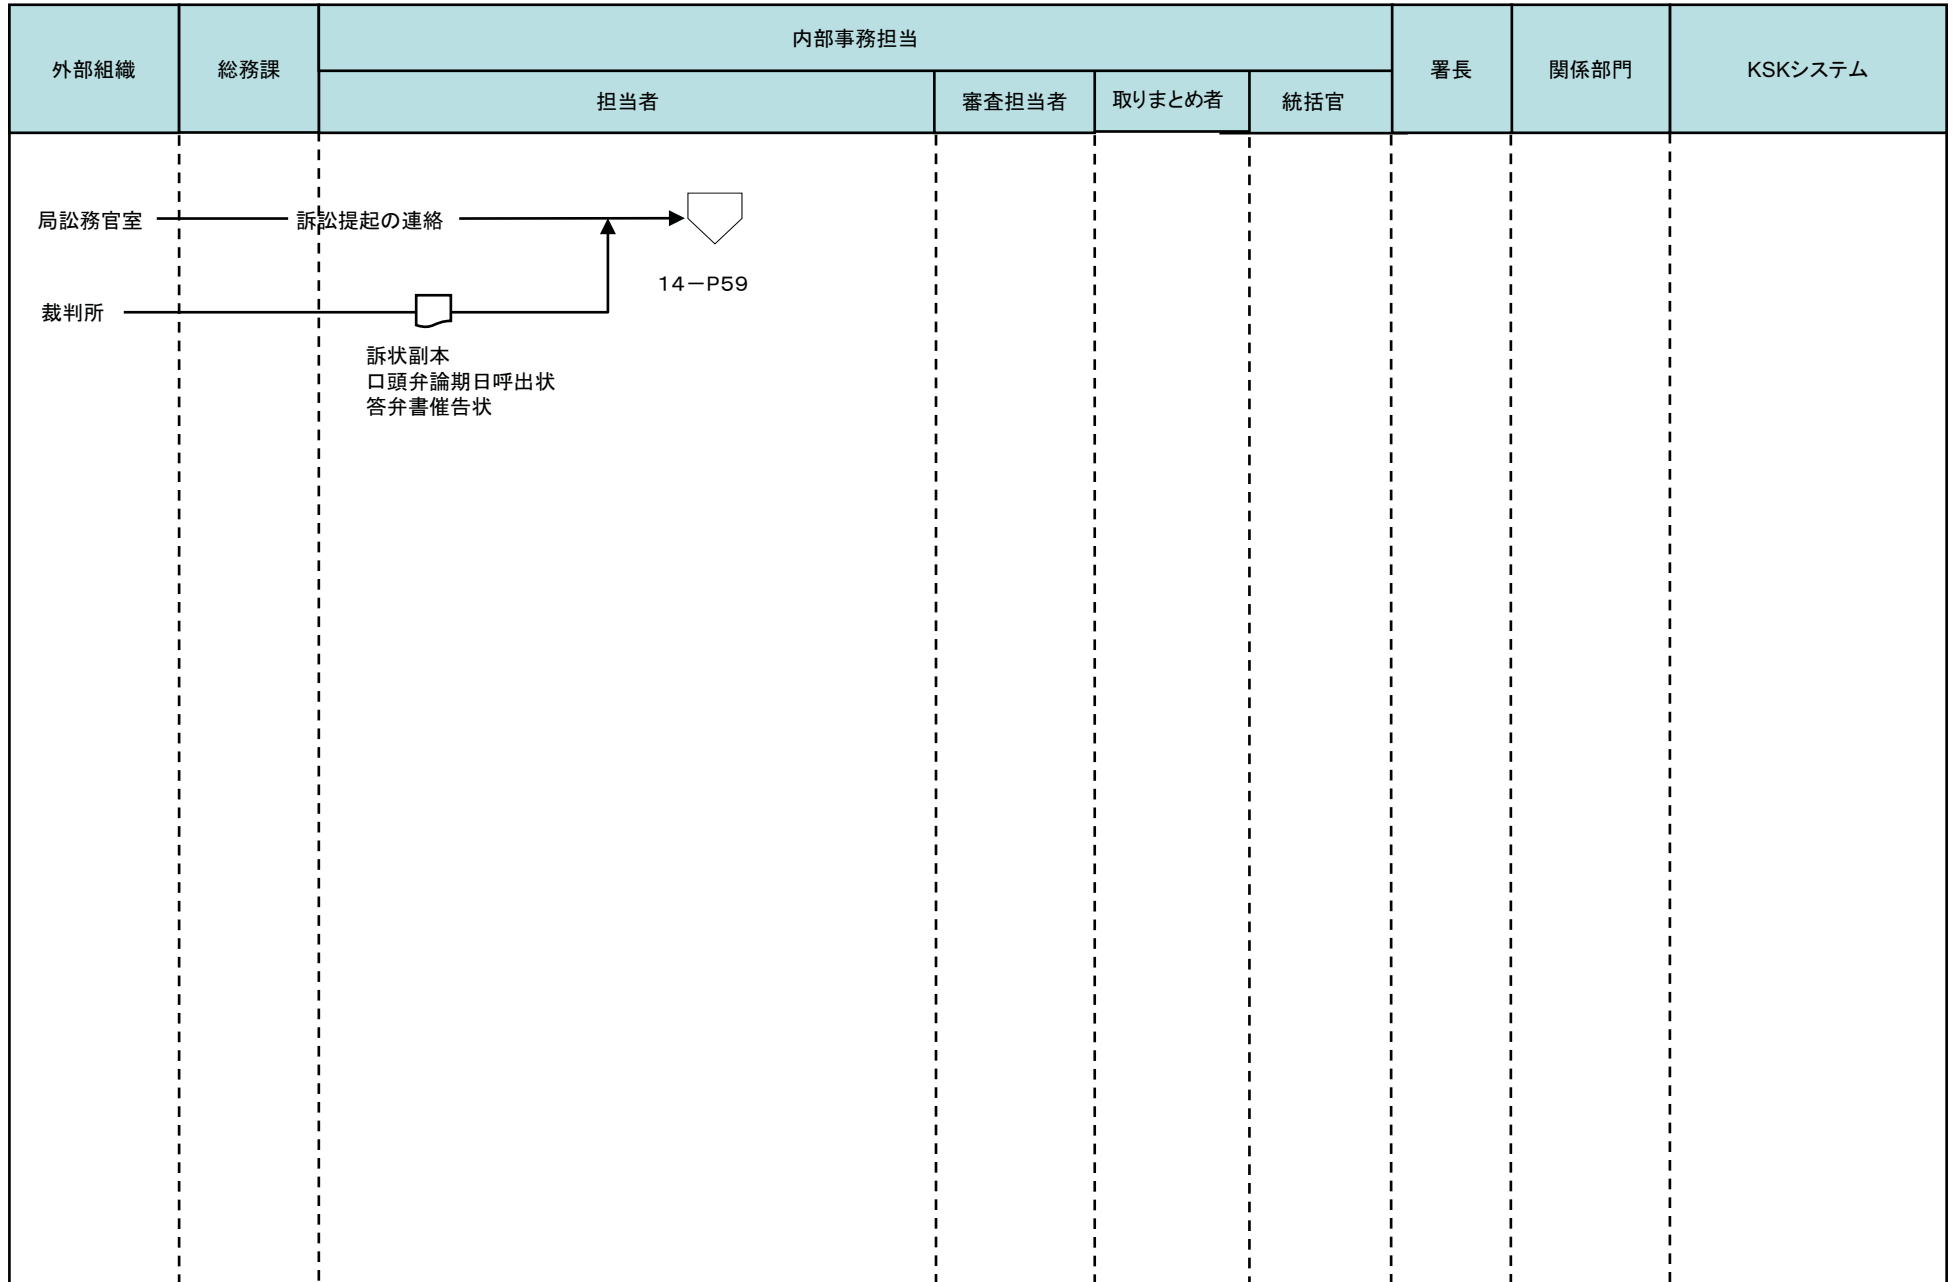 外部組織
総務課
内部事務担当
署長
関係部門
KSKシステム
担当者
審査担当者
取りまとめ者
統括官
局訟務官室
訴訟提起の連絡
14－P59
裁判所
訴状副本
口頭弁論期日呼出状
答弁書催告状